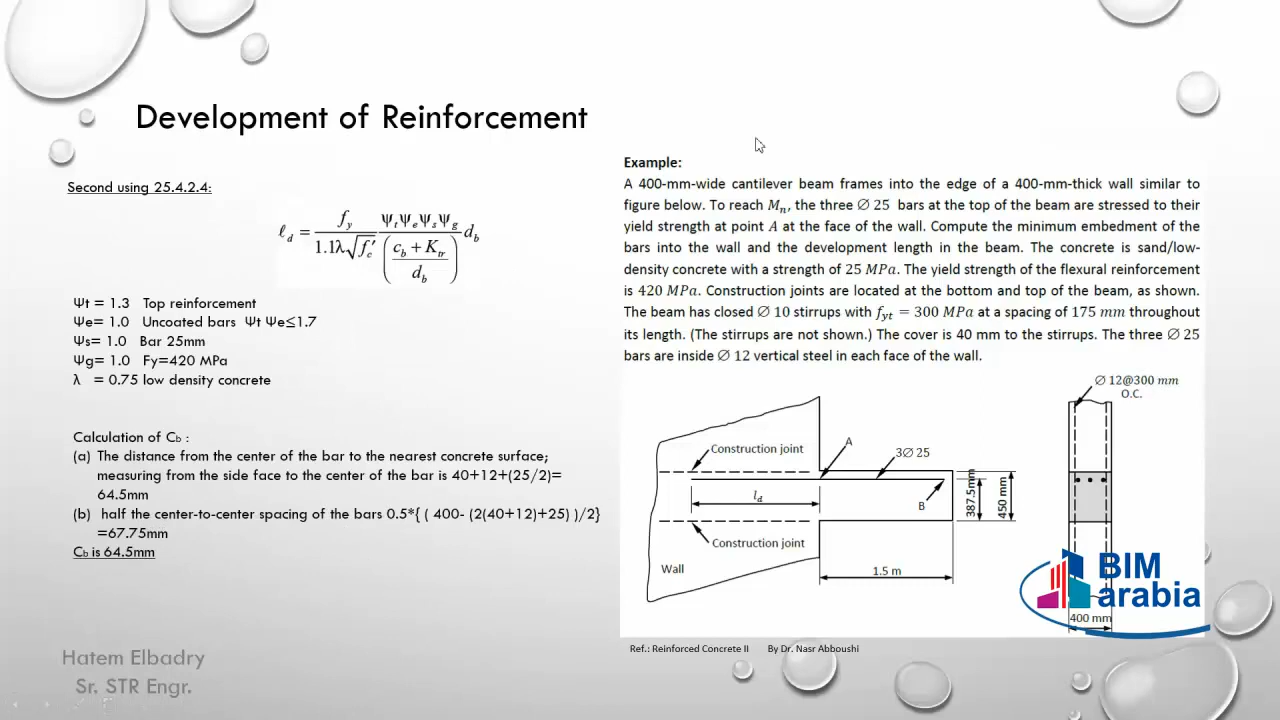 Development of Reinforcement
Second using 25.4.2.4:
ℓd = fy / (1.1λ√f′c) ΨtΨeΨsΨg / ((cb + Ktr) / db) db
Ψt = 1.3 Top reinforcement
Ψe= 1.0 Uncoated bars Ψt Ψe≤1.7
Ψs= 1.0 Bar 25mm
Ψg= 1.0 Fy=420 MPa
λ = 0.75 low density concrete
Calculation of Cb :
(a) The distance from the center of the bar to the nearest concrete surface;
measuring from the side face to the center of the bar is 40+12+(25/2)=
64.5mm
(b) half the center-to-center spacing of the bars 0.5*{ ( 400- (2(40+12)+25) )/2}
=67.75mm
Cb is 64.5mm
Hatem Elbadry
Sr. STR Engr.
Example:
A 400-mm-wide cantilever beam frames into the edge of a 400-mm-thick wall similar to
figure below. To reach Mn, the three ∅ 25 bars at the top of the beam are stressed to their
yield strength at point A at the face of the wall. Compute the minimum embedment of the
bars into the wall and the development length in the beam. The concrete is sand/low-
density concrete with a strength of 25 MPa. The yield strength of the flexural reinforcement
is 420 MPa. Construction joints are located at the bottom and top of the beam, as shown.
The beam has closed ∅ 10 stirrups with fyt = 300 MPa at a spacing of 175 mm throughout
its length. (The stirrups are not shown.) The cover is 40 mm to the stirrups. The three ∅ 25
bars are inside ∅ 12 vertical steel in each face of the wall.
∅ 12@300 mm
O.C.
Construction joint
A
3∅ 25
ld
B
387.5mm
450 mm
Construction joint
Wall
1.5 m
400 mm
BIM
arabia
Ref.: Reinforced Concrete II By Dr. Nasr Abboushi